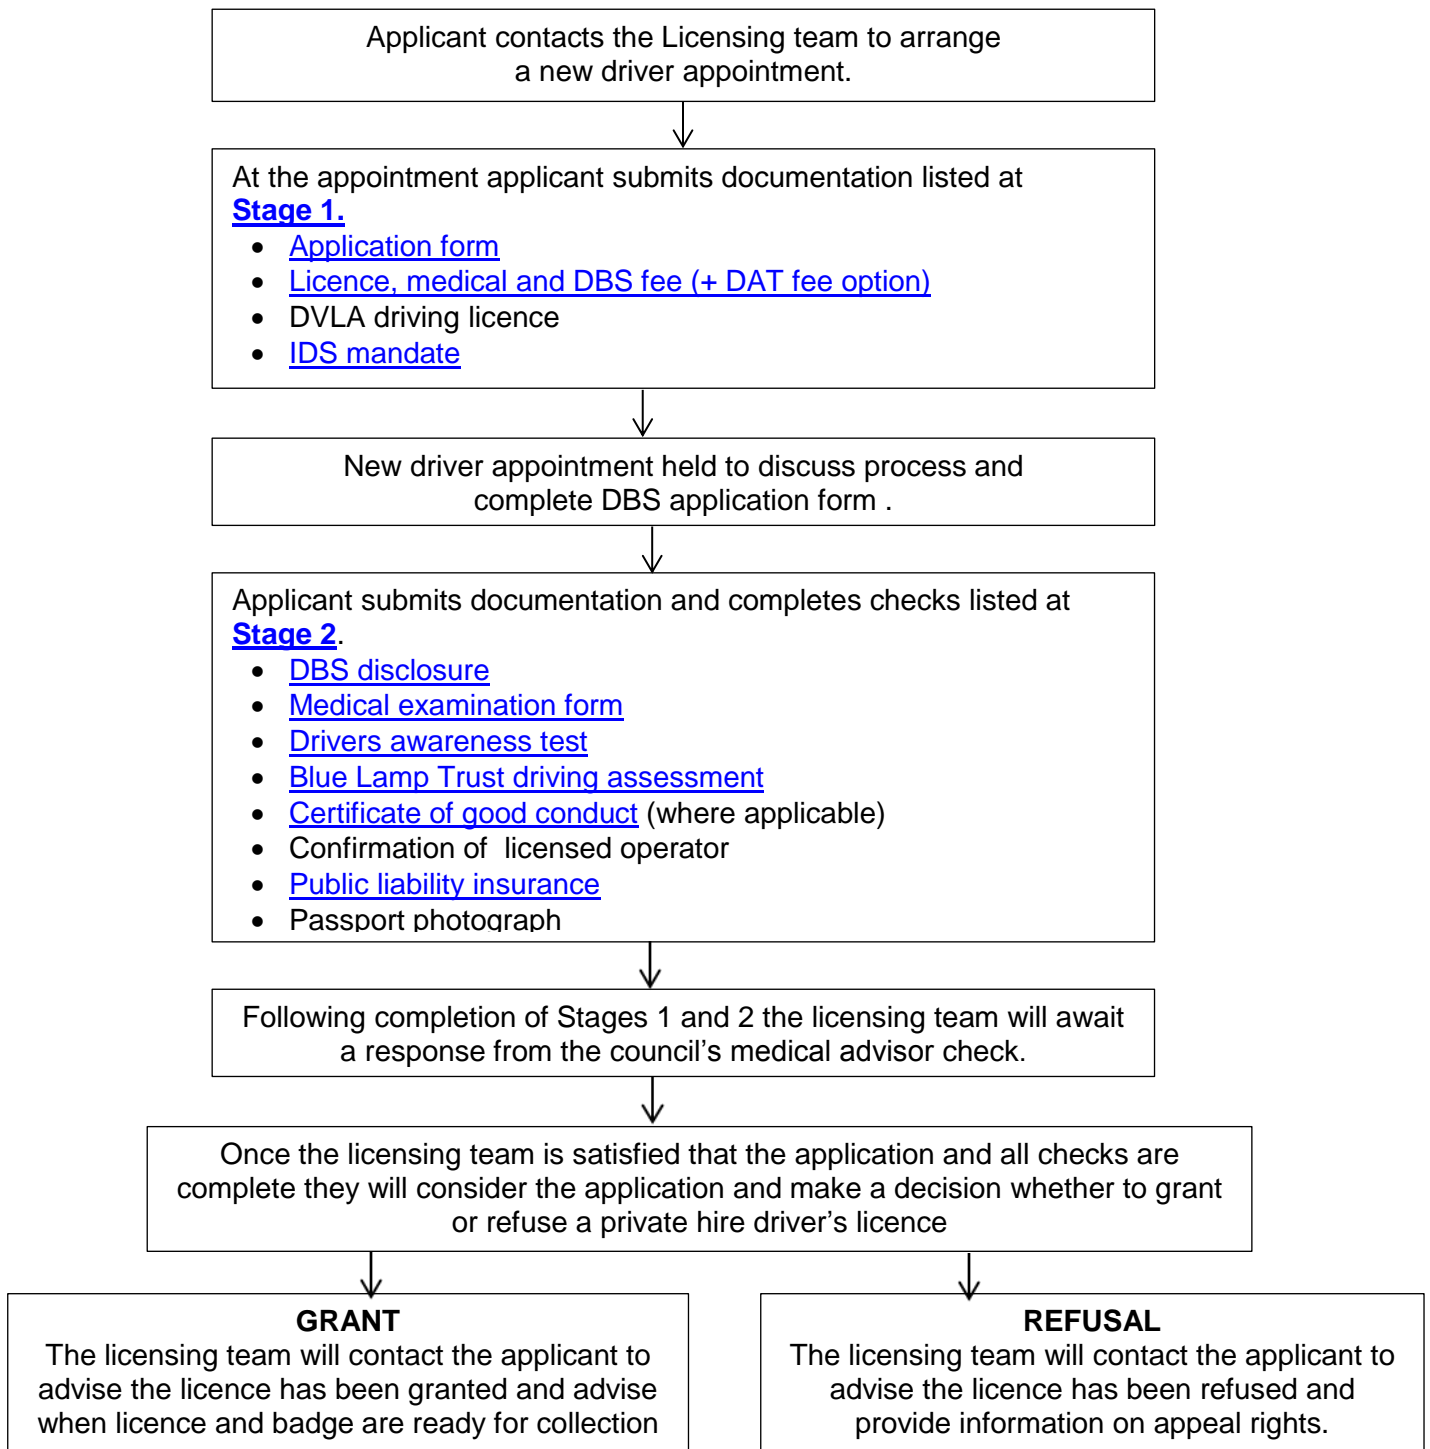 Applicant contacts the Licensing team to arrange
a new driver appointment.
At the appointment applicant submits documentation listed at
Stage 1.
• Application form
• Licence, medical and DBS fee (+ DAT fee option)
• DVLA driving licence
• IDS mandate
New driver appointment held to discuss process and
complete DBS application form .
Applicant submits documentation and completes checks listed at
Stage 2.
• DBS disclosure
• Medical examination form
• Drivers awareness test
• Blue Lamp Trust driving assessment
• Certificate of good conduct (where applicable)
• Confirmation of  licensed operator
• Public liability insurance
• Passport photograph
Following completion of Stages 1 and 2 the licensing team will await
a response from the council’s medical advisor check.
Once the licensing team is satisfied that the application and all checks are
complete they will consider the application and make a decision whether to grant
or refuse a private hire driver’s licence
GRANT
The licensing team will contact the applicant to
advise the licence has been granted and advise
when licence and badge are ready for collection
REFUSAL
The licensing team will contact the applicant to
advise the licence has been refused and
provide information on appeal rights.